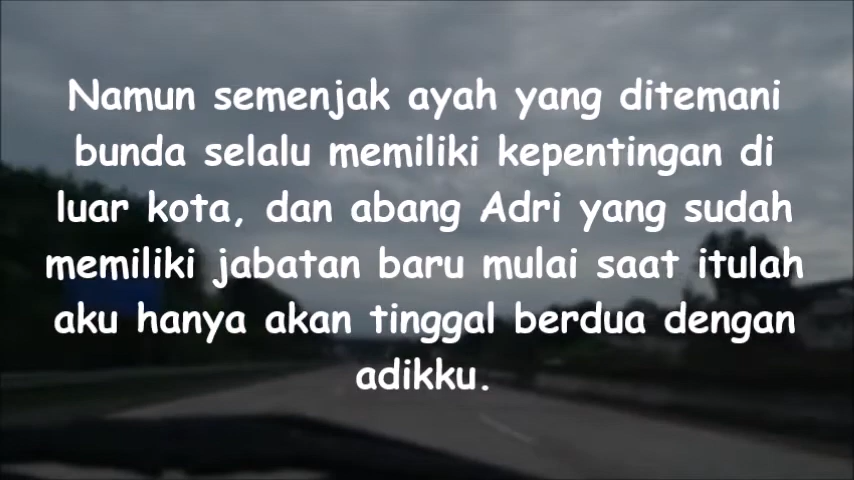 Namun semenjak ayah yang ditemani
bunda selalu memiliki kepentingan di
luar kota, dan abang Adri yang sudah
memiliki jabatan baru mulai saat itulah
aku hanya akan tinggal berdua dengan
adikku.